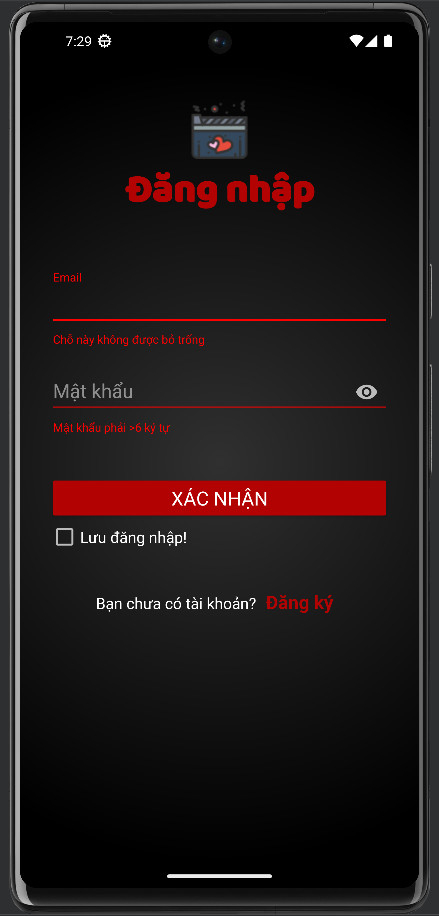 7:29
Đăng nhập
Email
Chỗ này không được bỏ trống
Mật khẩu
Mật khẩu phải >6 ký tự
XÁC NHẬN
Lưu đăng nhập!
Bạn chưa có tài khoản? Đăng ký